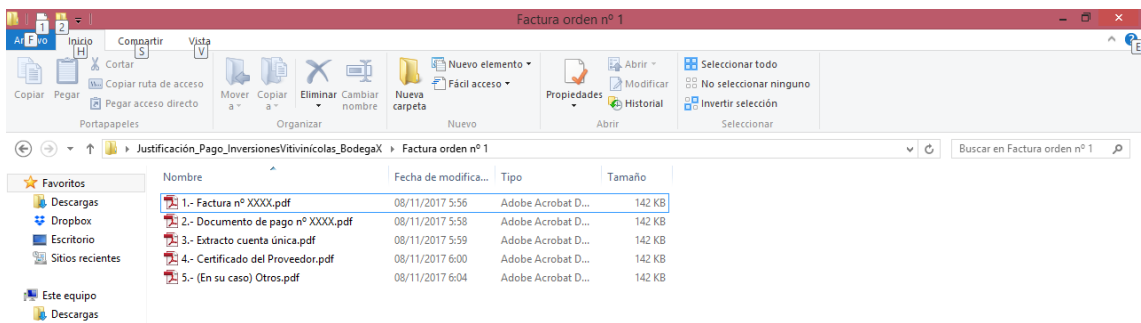 Factura orden nº 1
1 2
Archivo Inicio Compartir Vista
F H S V E
Copiar Pegar Cortar Copiar ruta de acceso Pegar acceso directo
Mover a Copiar a Eliminar Cambiar nombre
Nueva carpeta Nuevo elemento Fácil acceso
Propiedades Abrir Modificar Historial
Seleccionar todo No seleccionar ninguno Invertir selección
Portapapeles Organizar Nuevo Abrir Seleccionar
Justificación_Pago_InversionesVitivinícolas_BodegaX Factura orden nº 1 Buscar en Factura orden nº 1
Favoritos
Descargas
Dropbox
Escritorio
Sitios recientes
Este equipo
Descargas
Nombre Fecha de modifica... Tipo Tamaño
1.- Factura nº XXXX.pdf 08/11/2017 5:56 Adobe Acrobat D... 142 KB
2.- Documento de pago nº XXXX.pdf 08/11/2017 5:58 Adobe Acrobat D... 142 KB
3.- Extracto cuenta única.pdf 08/11/2017 5:59 Adobe Acrobat D... 142 KB
4.- Certificado del Proveedor.pdf 08/11/2017 6:00 Adobe Acrobat D... 142 KB
5.- (En su caso) Otros.pdf 08/11/2017 6:04 Adobe Acrobat D... 142 KB